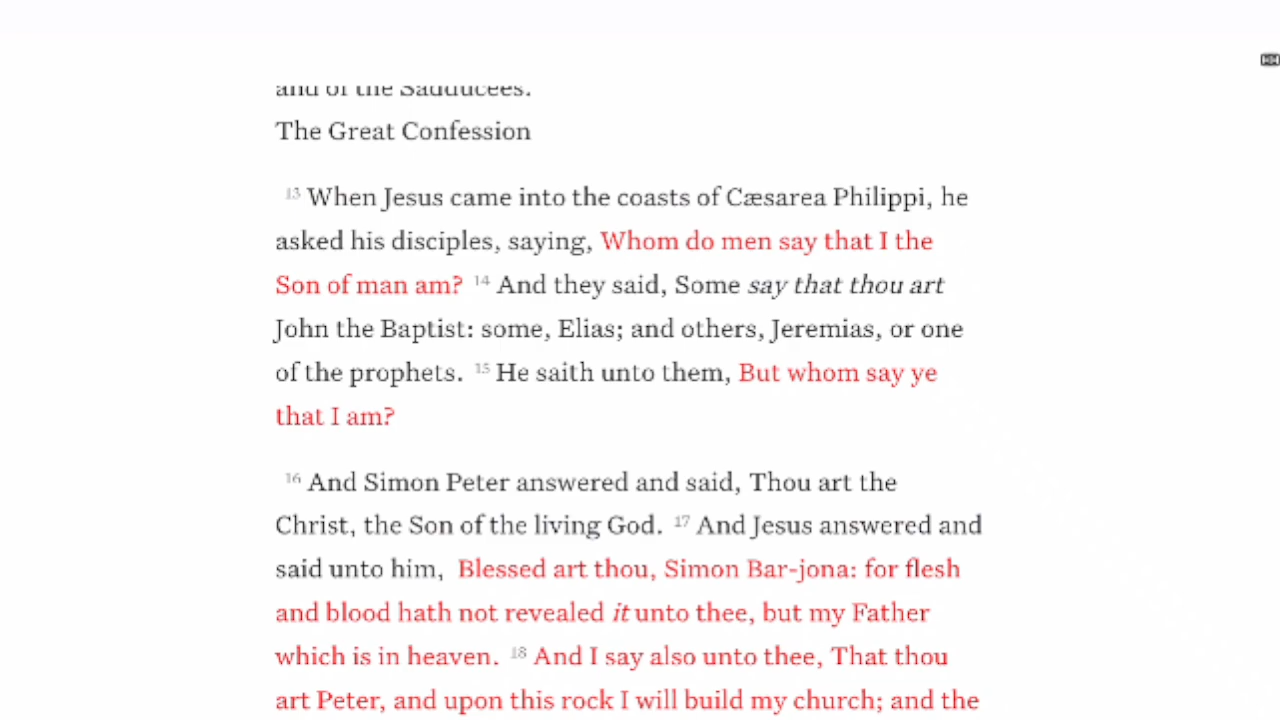 and of the Sadducees.
The Great Confession
13 When Jesus came into the coasts of Cæsarea Philippi, he
asked his disciples, saying, Whom do men say that I the
Son of man am? 14 And they said, Some say that thou art
John the Baptist: some, Elias; and others, Jeremias, or one
of the prophets. 15 He saith unto them, But whom say ye
that I am?
16 And Simon Peter answered and said, Thou art the
Christ, the Son of the living God. 17 And Jesus answered and
said unto him, Blessed art thou, Simon Bar-jona: for flesh
and blood hath not revealed it unto thee, but my Father
which is in heaven. 18 And I say also unto thee, That thou
art Peter, and upon this rock I will build my church; and the